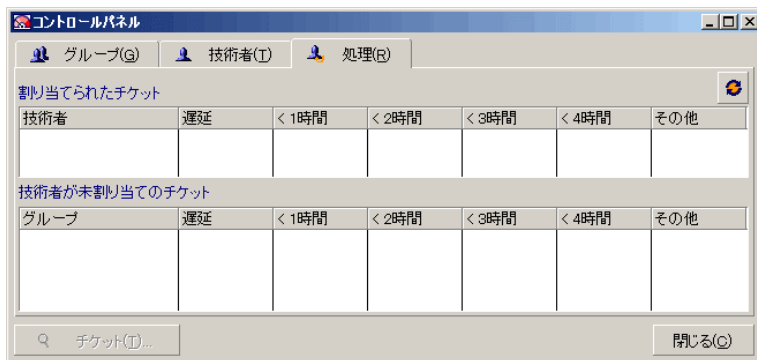 コントロールパネル
グループ(G) 技術者(T) 処理(R)
割り当てられたチケット
技術者 遅延 < 1時間 < 2時間 < 3時間 < 4時間 その他
技術者が未割り当てのチケット
グループ 遅延 < 1時間 < 2時間 < 3時間 < 4時間 その他
チケット(T)... 閉じる(C)